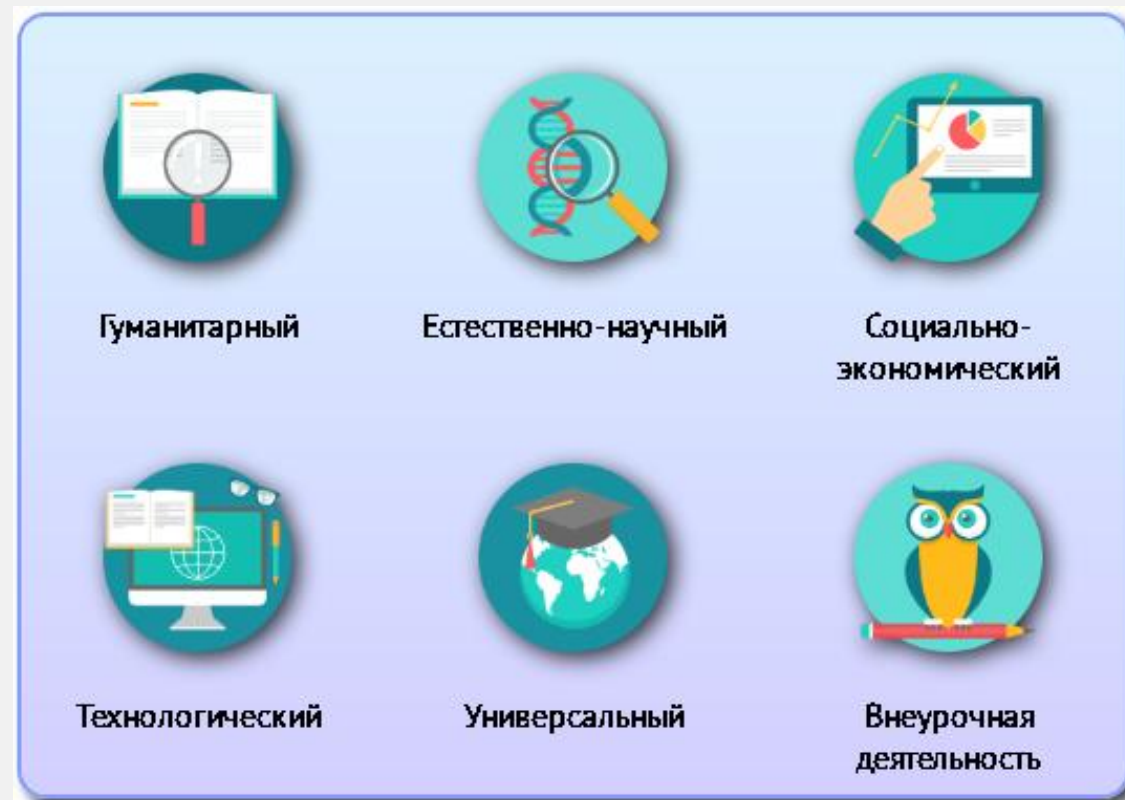 Гуманитарный
Естественно-научный
Социально-
экономический
Технологический
Универсальный
Внеурочная
деятельность